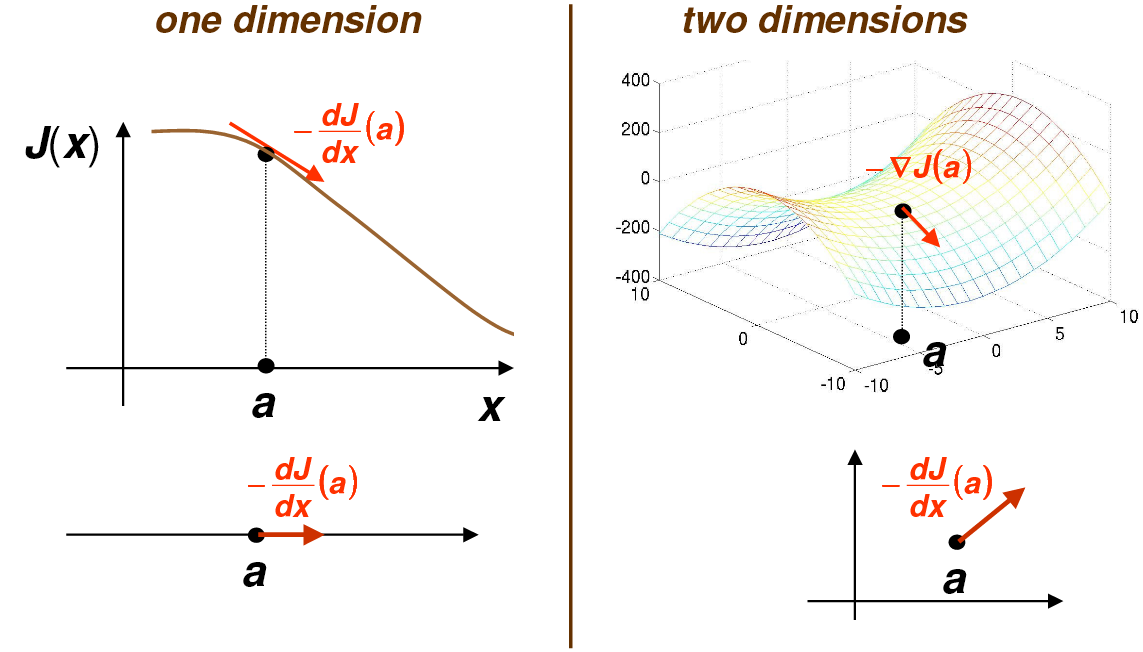 one dimension
J(x)
− dJ/dx (a)
a
x
− dJ/dx (a)
a
two dimensions
400
200
0
-200
-400
10
0
-10
-10
-5
0
5
10
− ∇J(a)
a
− dJ/dx (a)
a